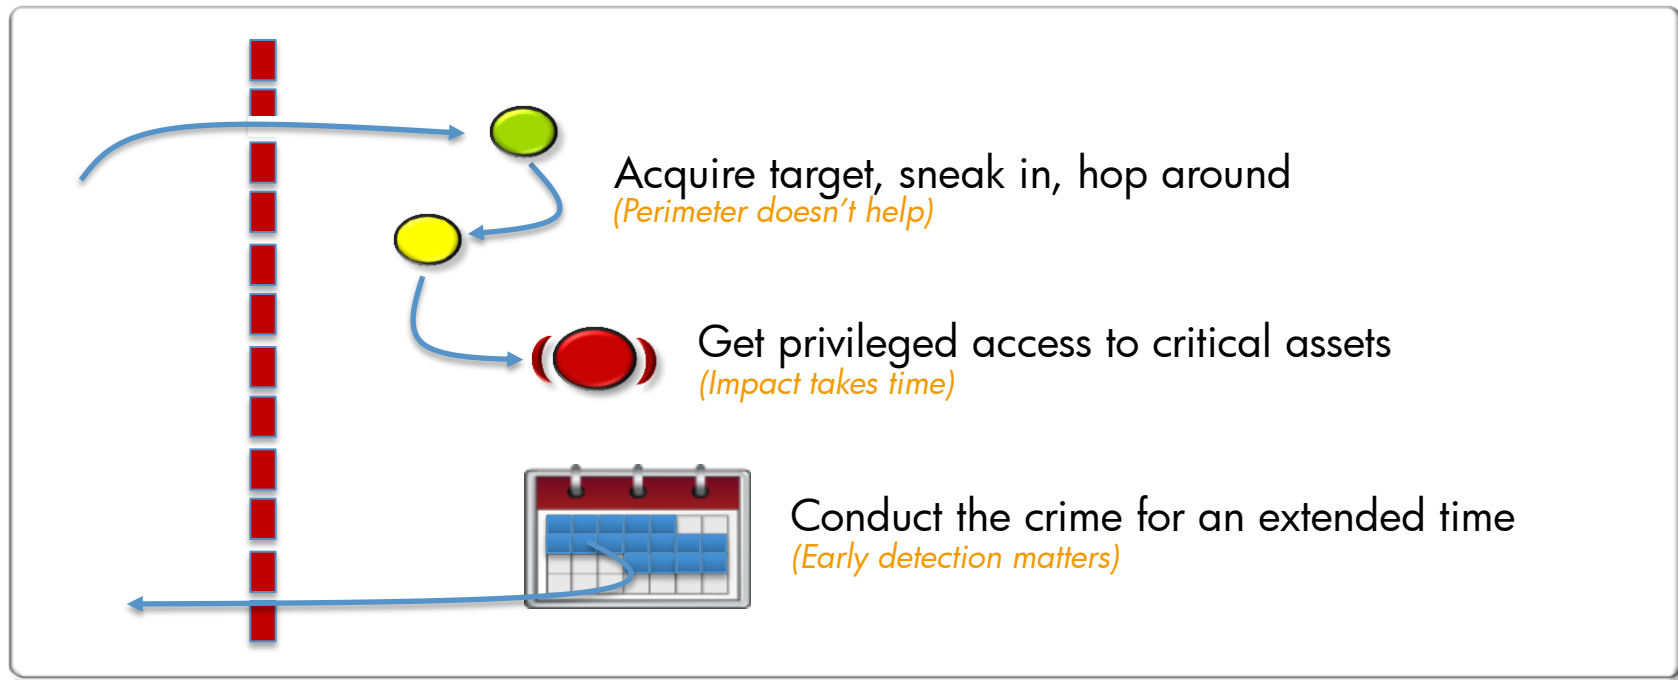 Acquire target, sneak in, hop around
(Perimeter doesn’t help)
Get privileged access to critical assets
(Impact takes time)
Conduct the crime for an extended time
(Early detection matters)